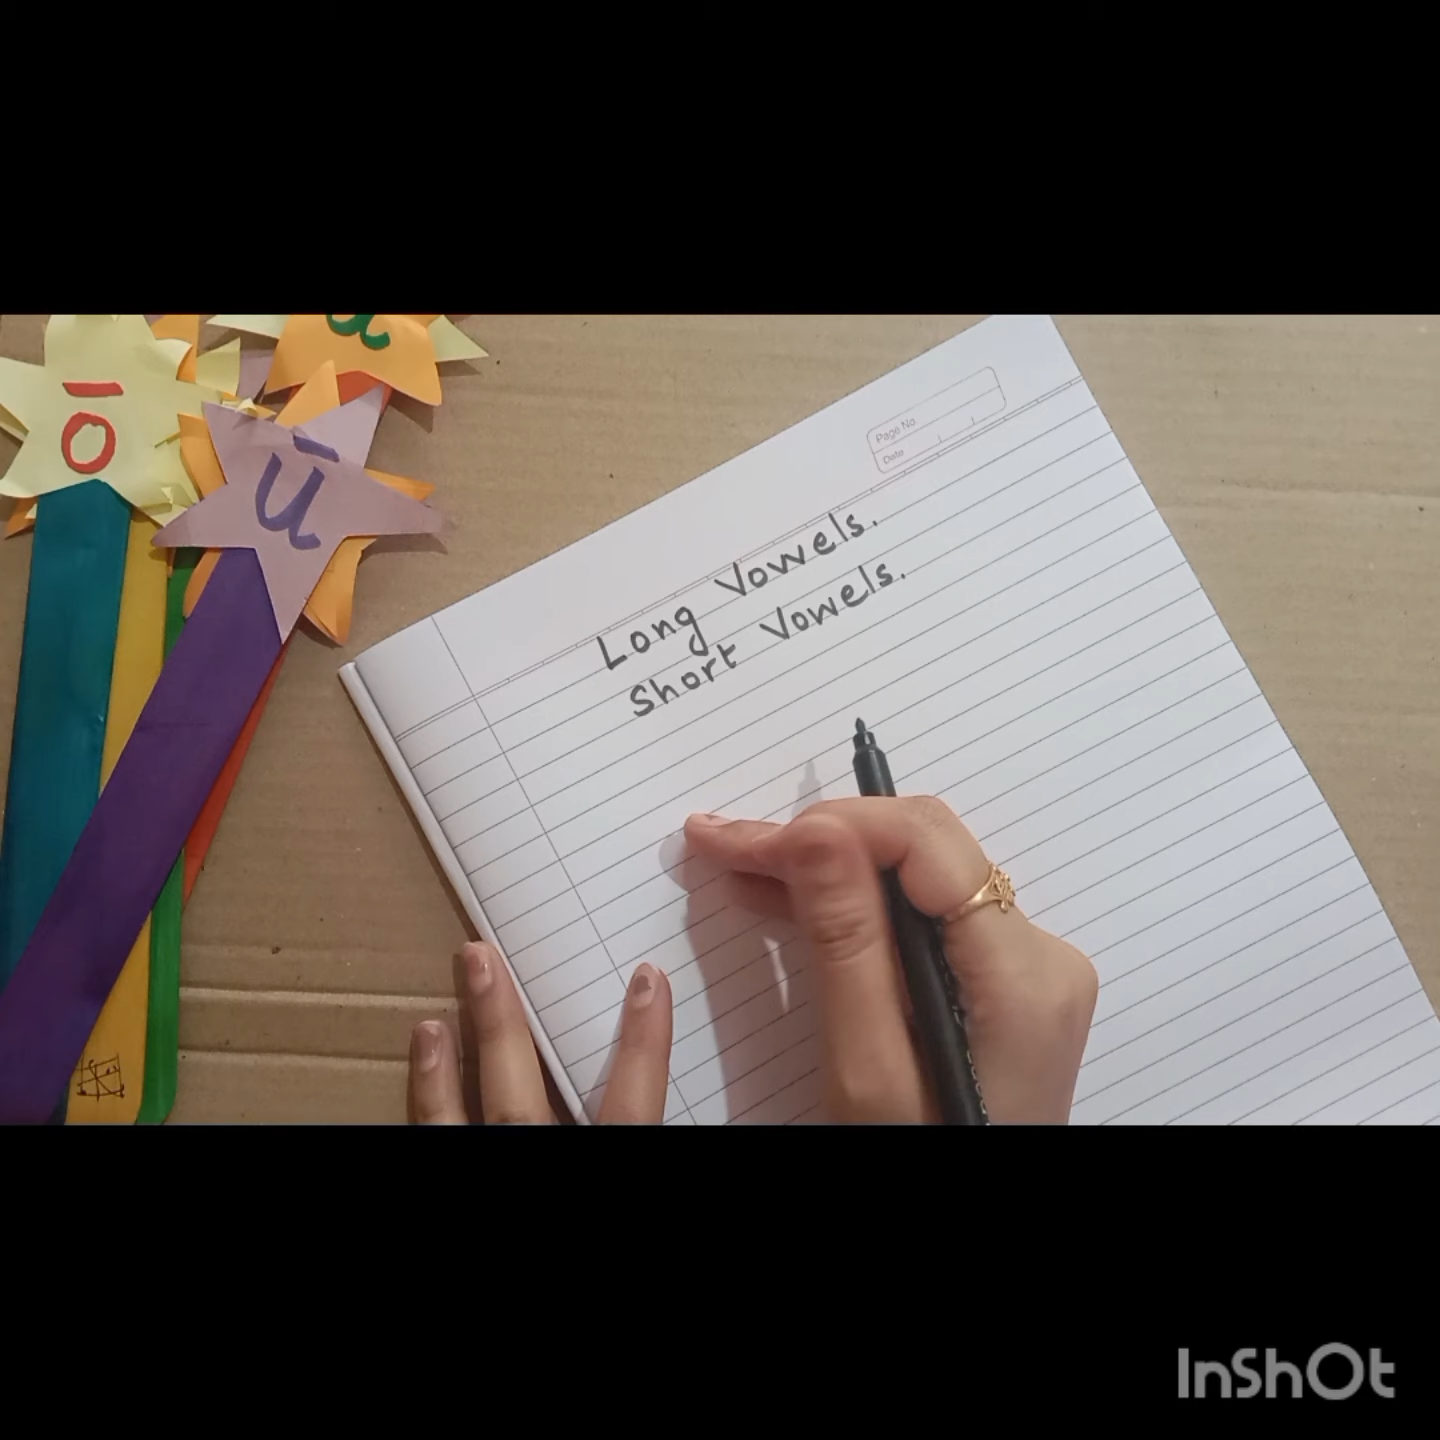 ō
ū
Page No
Date
Long Vowels.
Short Vowels.
InShOt